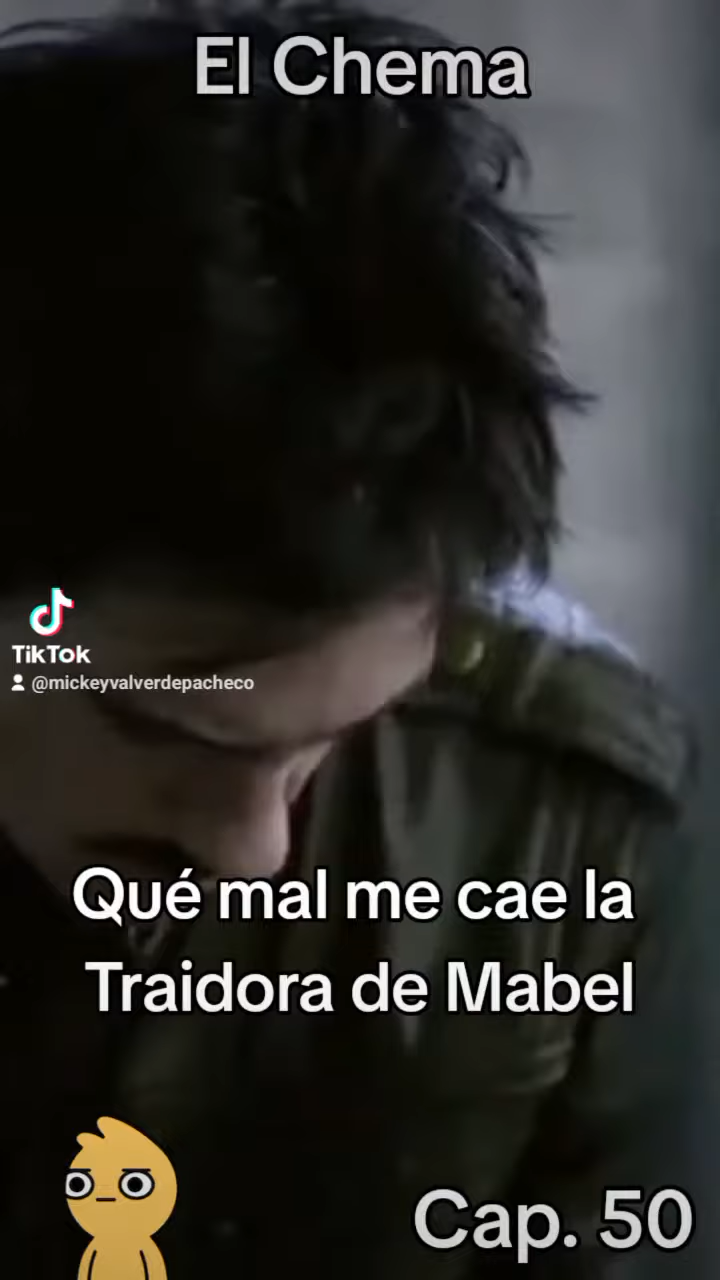 El Chema
TikTok
@mickeyvalverdepacheco
Qué mal me cae la
Traidora de Mabel
Cap. 50